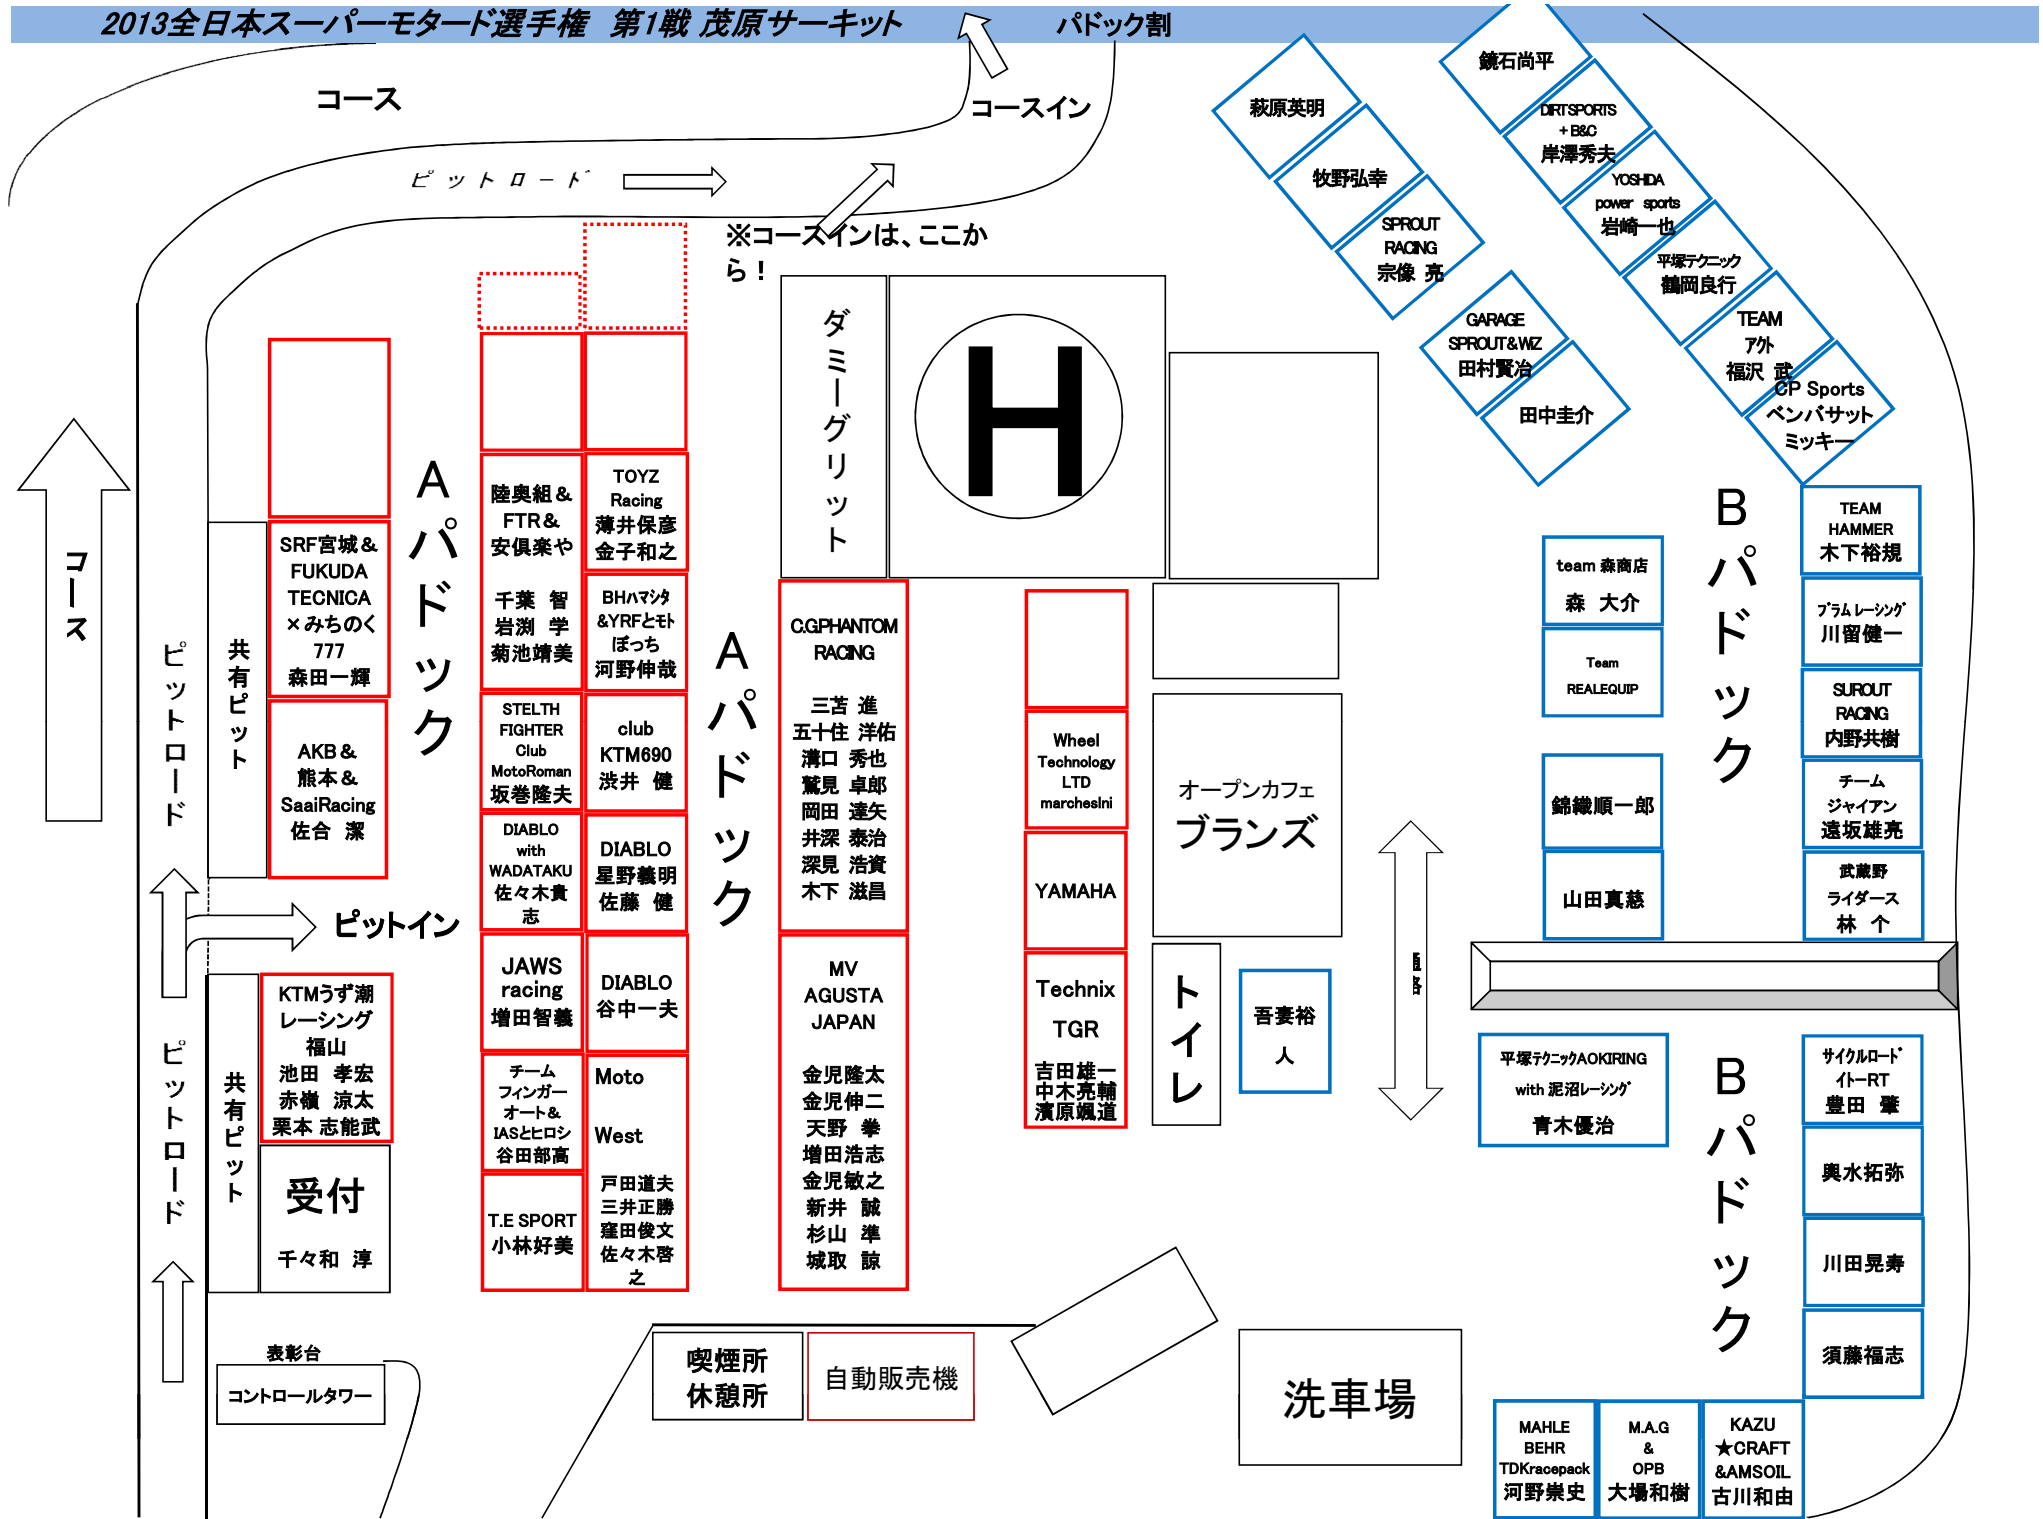 2013全日本スーパーモタード選手権　第1戦 茂原サーキット
パドック割
コース
コースイン
ピットロード
※コースインは、ここか
ら！
ダミーグリット
H
コース
ピットロード
共有ピット
SRF宮城＆
FUKUDA
TECNICA
×みちのく
777
森田一輝
AKB＆
熊本＆
SaaiRacing
佐合　潔
ピットイン
ピットロード
共有ピット
KTMうず潮
レーシング
福山
池田　孝宏
赤嶺　涼太
栗本 志能武
受付
千々和 淳
表彰台
コントロールタワー
Aパドック
陸奥組＆
FTR＆
安倶楽や
千葉　智
岩渕　学
菊池靖美
STELTH
FIGHTER
Club
MotoRoman
坂巻隆夫
DIABLO
with
WADATAKU
佐々木貴
志
JAWS
racing
増田智義
チーム
フィンガー
オート＆
IASとヒロシ
谷田部高
T.E SPORT
小林好美
TOYZ
Racing
薄井保彦
金子和之
BHﾊﾏｼﾀ
&YRFとﾓﾄ
ぼっち
河野伸哉
club
KTM690
渋井　健
DIABLO
星野義明
佐藤　健
DIABLO
谷中一夫
Moto
West
戸田道夫
三井正勝
窪田俊文
佐々木啓
之
Aパドック
C.G.PHANTOM
RACING
三苫 進
五十住 洋佑
溝口 秀也
鷲見 卓郎
岡田 達矢
井深 泰治
深見 浩資
木下 滋昌
MV
AGUSTA
JAPAN
金児隆太
金児伸二
天野　拳
増田浩志
金児敏之
新井　誠
杉山　準
城取　諒
Wheel
Technology
LTD
marchesini
YAMAHA
Technix
TGR
吉田雄一
中木亮輔
濱原颯道
オープンカフェ
ブランズ
トイレ
吾妻裕
人
通路
喫煙所
休憩所
自動販売機
洗車場
萩原英明
牧野弘幸
SPROUT
RACING
宗像 亮
GARAGE
SPROUT&WIZ
田村賢冶
田中圭介
鏡石尚平
DIRTSPORTS
+ B&C
岸澤秀夫
YOSHIDA
power sports
岩崎一也
平塚テクニック
鶴岡良行
TEAM
ｱｸﾄ
福沢 武
CP Sports
ベンバサット
ミッキー
Bパドック
TEAM
HAMMER
木下裕規
ﾌﾟﾗﾑ ﾚｰｼﾝｸﾞ
川留健一
SUROUT
RACING
内野共樹
チーム
ジャイアン
遠坂雄亮
武蔵野
ライダース
林　个
team 森商店
森　大介
Team
REALEQUIP
錦織順一郎
山田真慈
平塚ﾃｸﾆｯｸAOKIRING
with 泥沼ﾚｰｼﾝｸﾞ
青木優治
Bパドック
ｻｲｸﾙﾛｰﾄﾞ
ｲﾄｰRT
豊田　肇
輿水拓弥
川田晃寿
須藤福志
MAHLE
BEHR
TDKracepack
河野崇史
M.A.G
&
OPB
大場和樹
KAZU
★CRAFT
&AMSOIL
古川和由